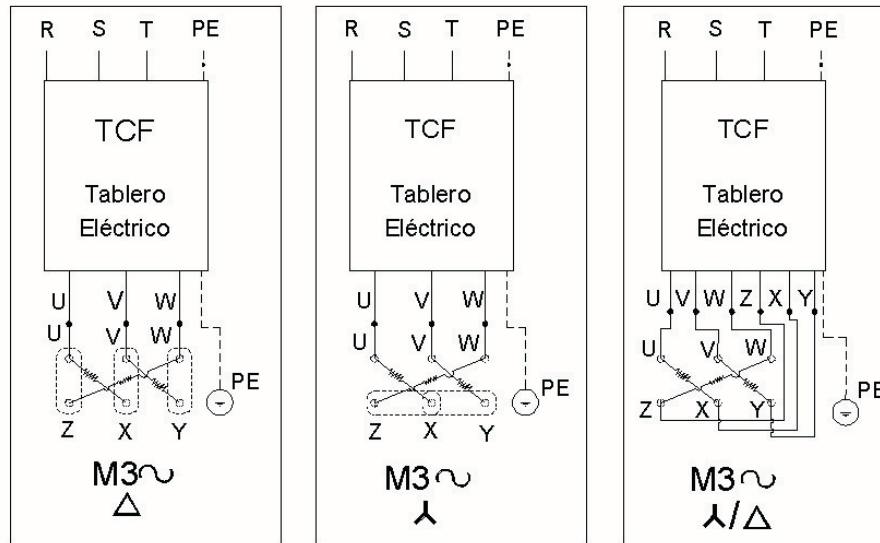 R S T PE
TCF
Tablero
Eléctrico
U V W
U V W
PE
Z X Y
M3
R S T PE
TCF
Tablero
Eléctrico
U V W
U V W
PE
Z X Y
M3
R S T PE
TCF
Tablero
Eléctrico
U V W Z X Y
U V W
PE
Z X Y
M3
/